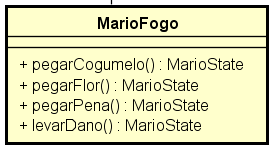 MarioFogo
+ pegarCogumelo() : MarioState
+ pegarFlor() : MarioState
+ pegarPena() : MarioState
+ levarDano() : MarioState